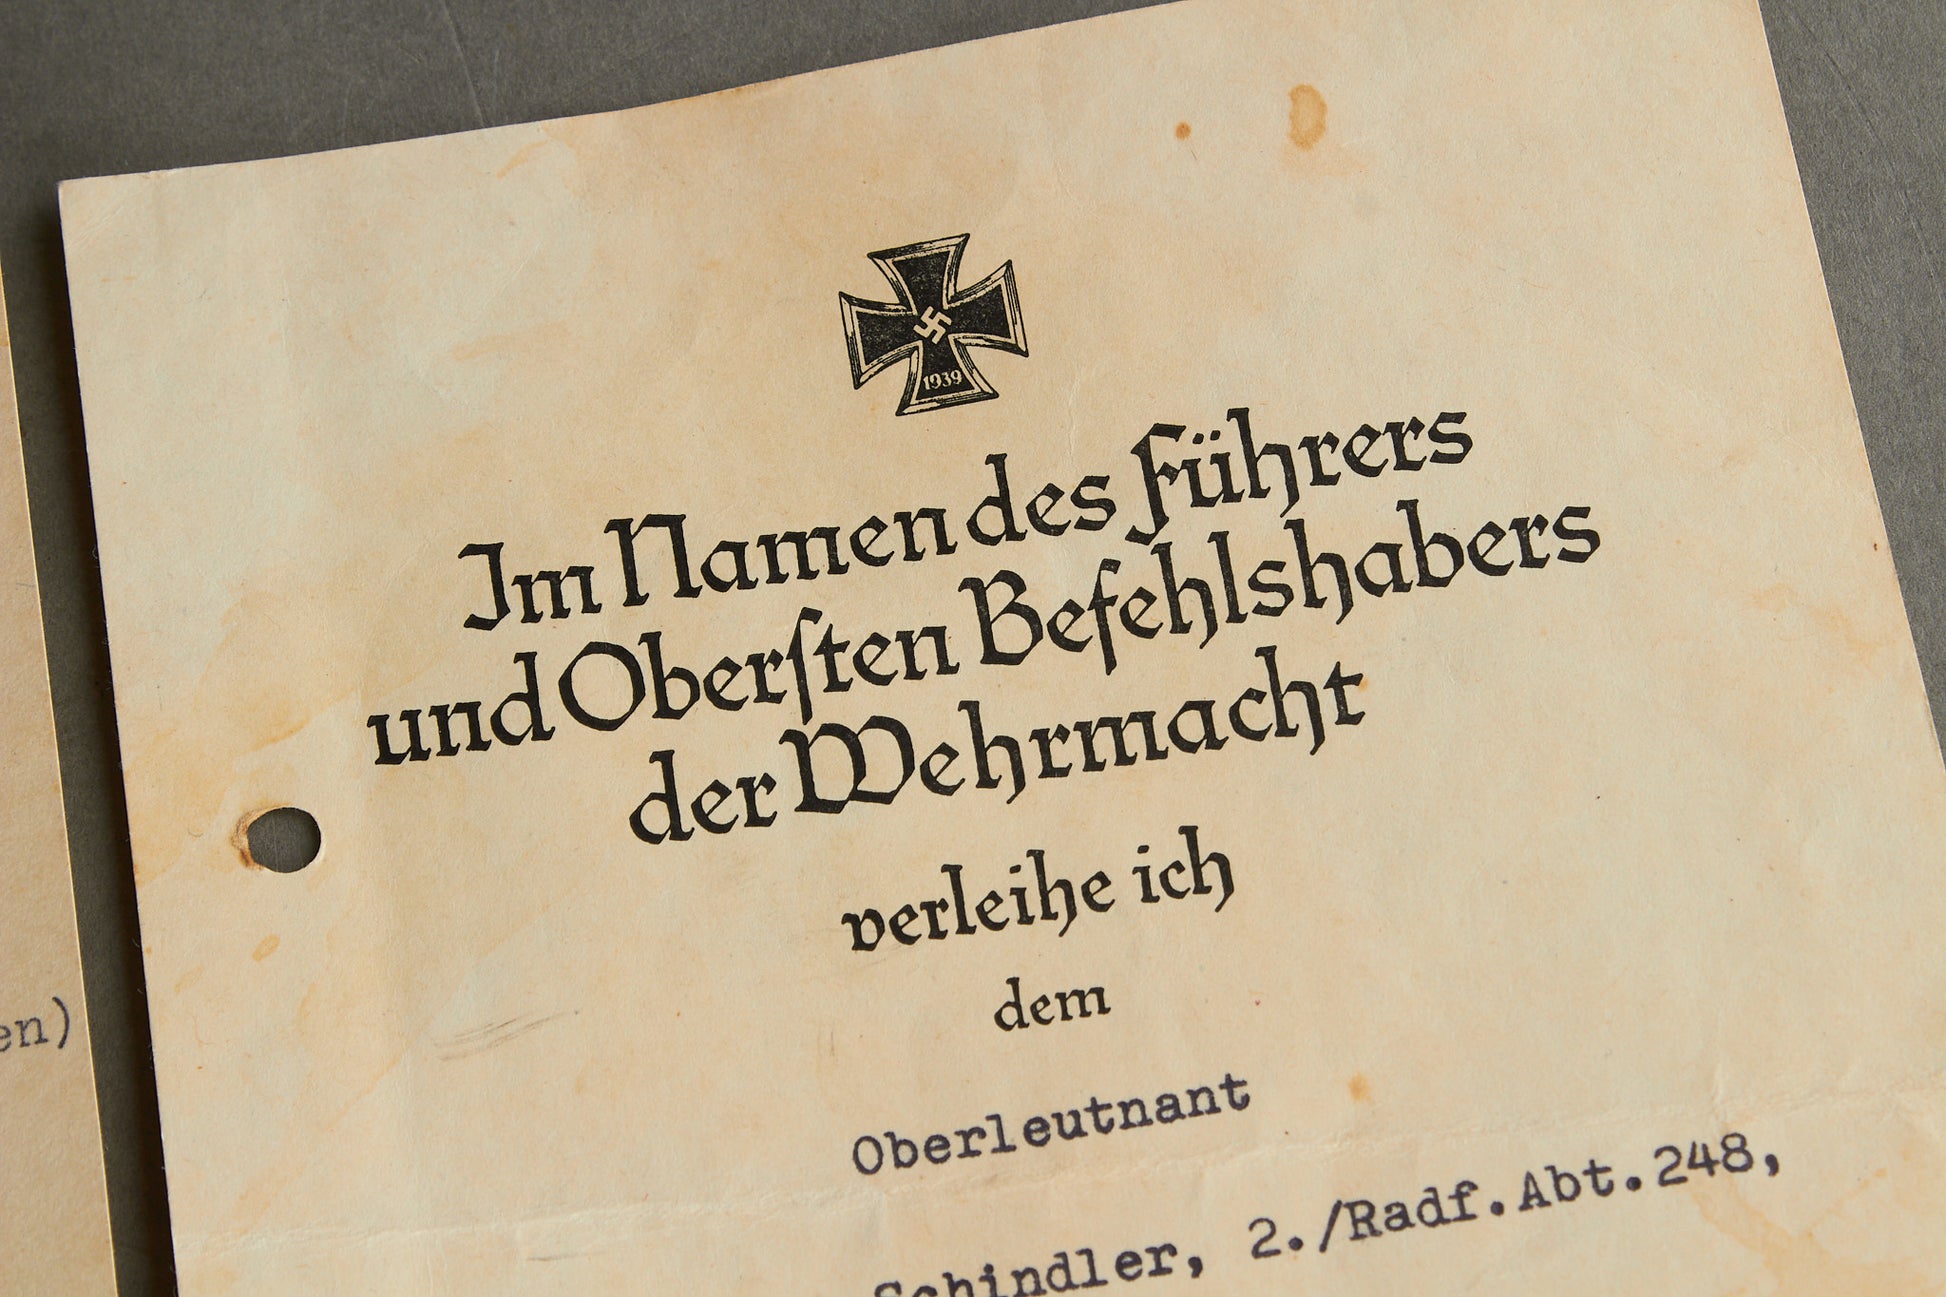 1939
Im Namen des Führers
und Oberſten Befehlshabers
der Wehrmacht
verleihe ich
dem
Oberleutnant
Schindler, 2./Radf.Abt.248,
en)